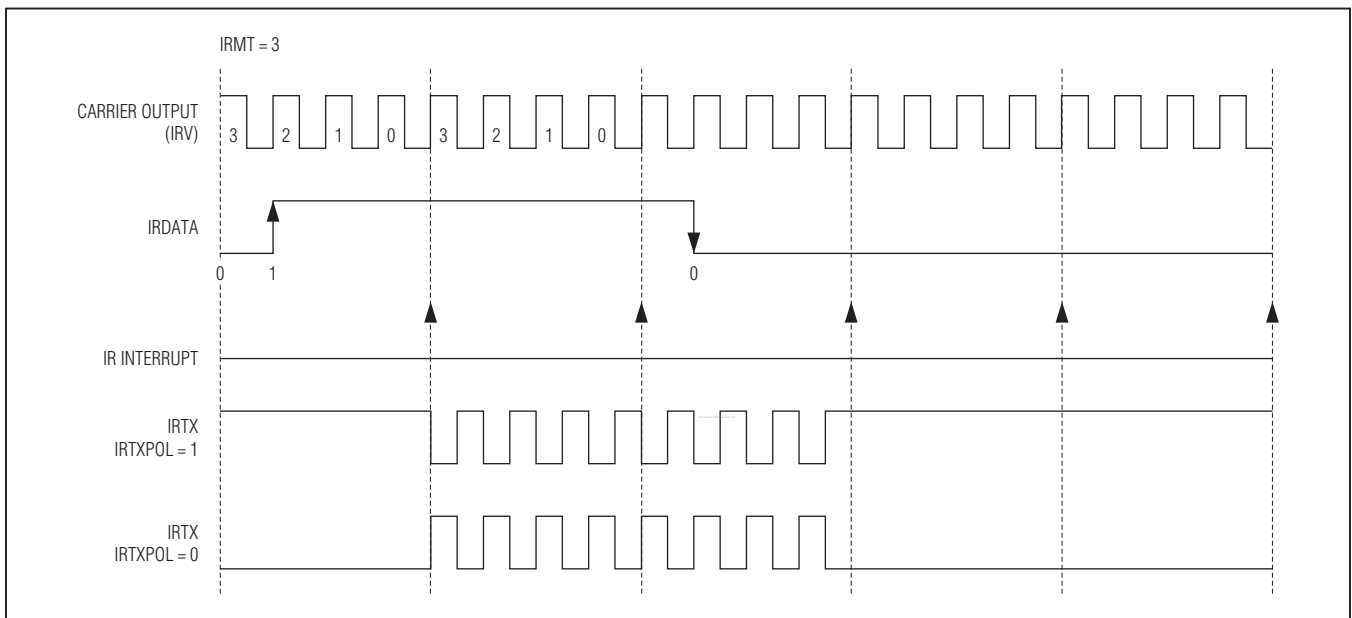 IRMT = 3
CARRIER OUTPUT
(IRV)
3 2 1 0 3 2 1 0
IRDATA
0 1 0
IR INTERRUPT
IRTX
IRTXPOL = 1
IRTX
IRTXPOL = 0